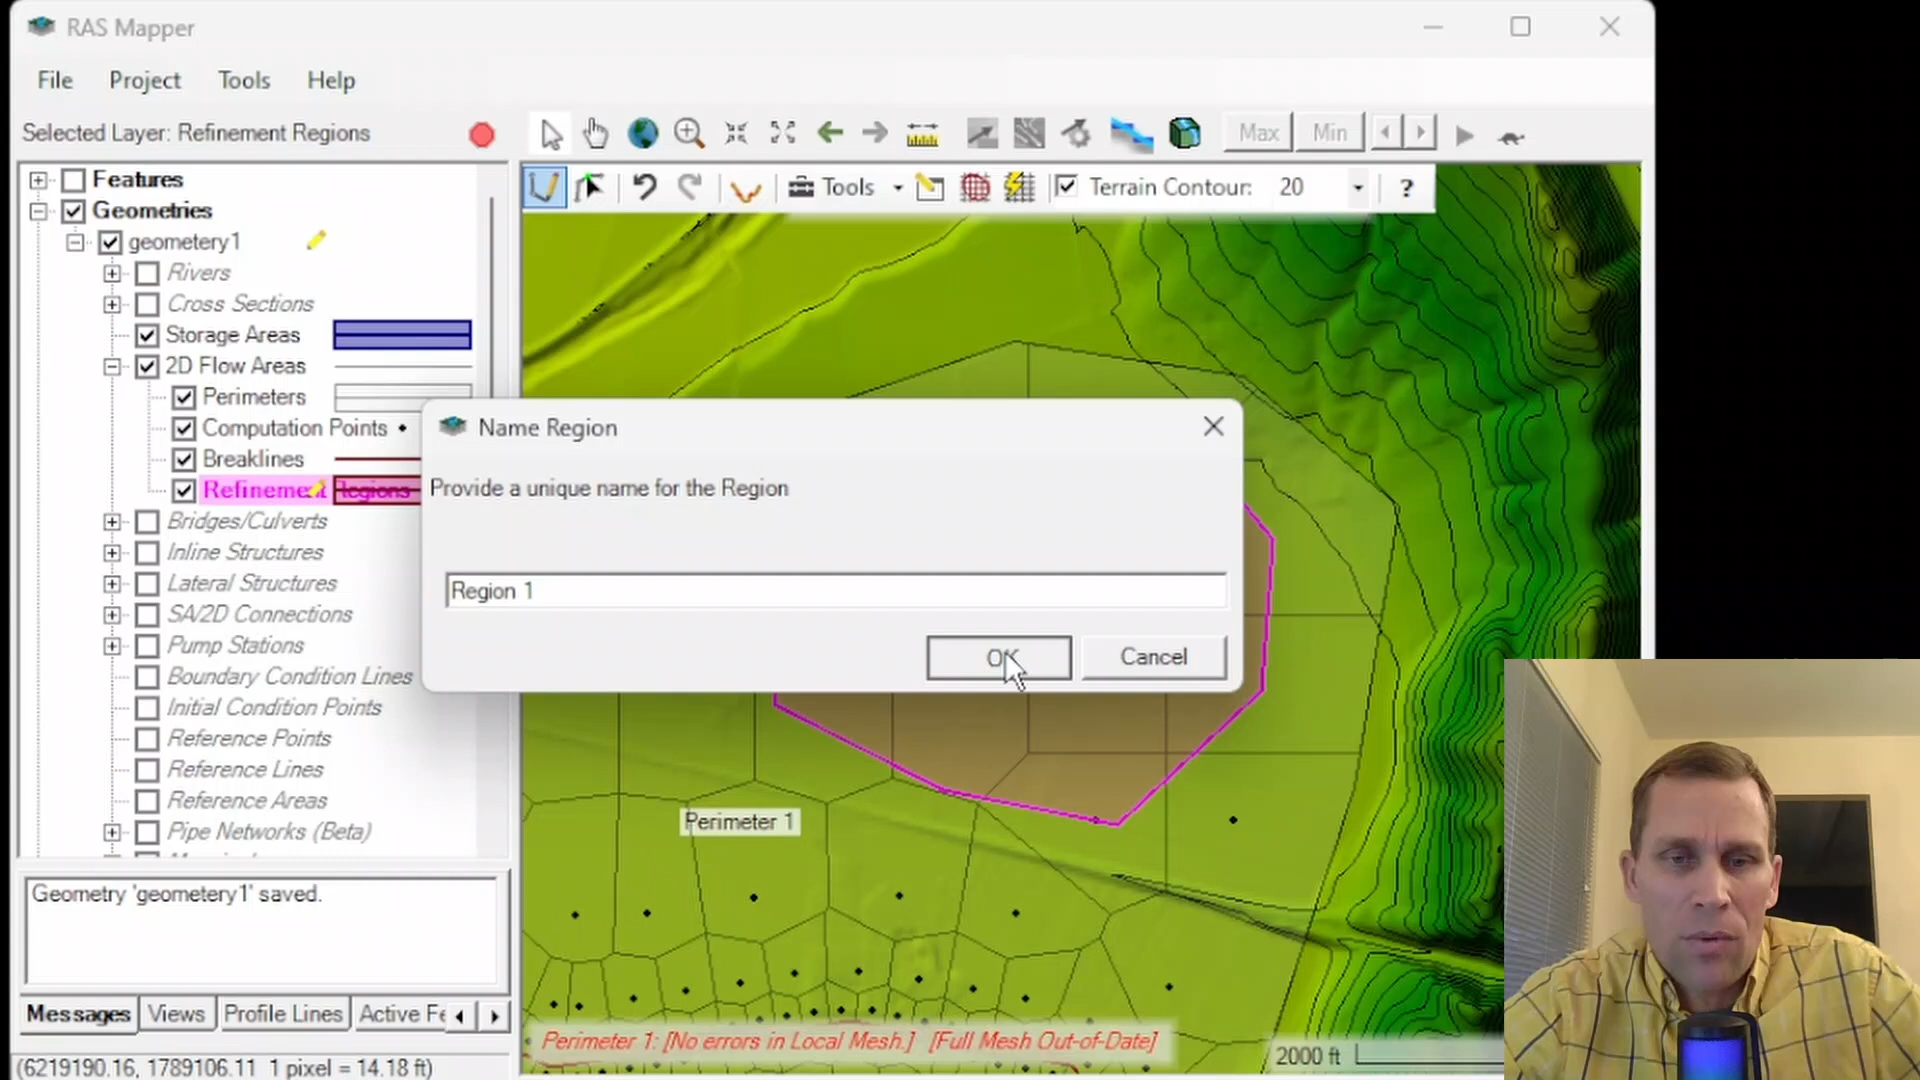 RAS Mapper
File Project Tools Help
Selected Layer: Refinement Regions
Max Min
Tools Terrain Contour: 20 ?
Features
Geometries
geometery1
Rivers
Cross Sections
Storage Areas
2D Flow Areas
Perimeters
Computation Points
Breaklines
Refinement Regions
Bridges/Culverts
Inline Structures
Lateral Structures
SA/2D Connections
Pump Stations
Boundary Condition Lines
Initial Condition Points
Reference Points
Reference Lines
Reference Areas
Pipe Networks (Beta)
Name Region
Provide a unique name for the Region
Region 1
OK Cancel
Perimeter 1
Geometry 'geometery1' saved.
Messages Views Profile Lines Active Fe
Perimeter 1: [No errors in Local Mesh.] [Full Mesh Out-of-Date]
2000 ft
(6219190.16, 1789106.11 1 pixel = 14.18 ft)